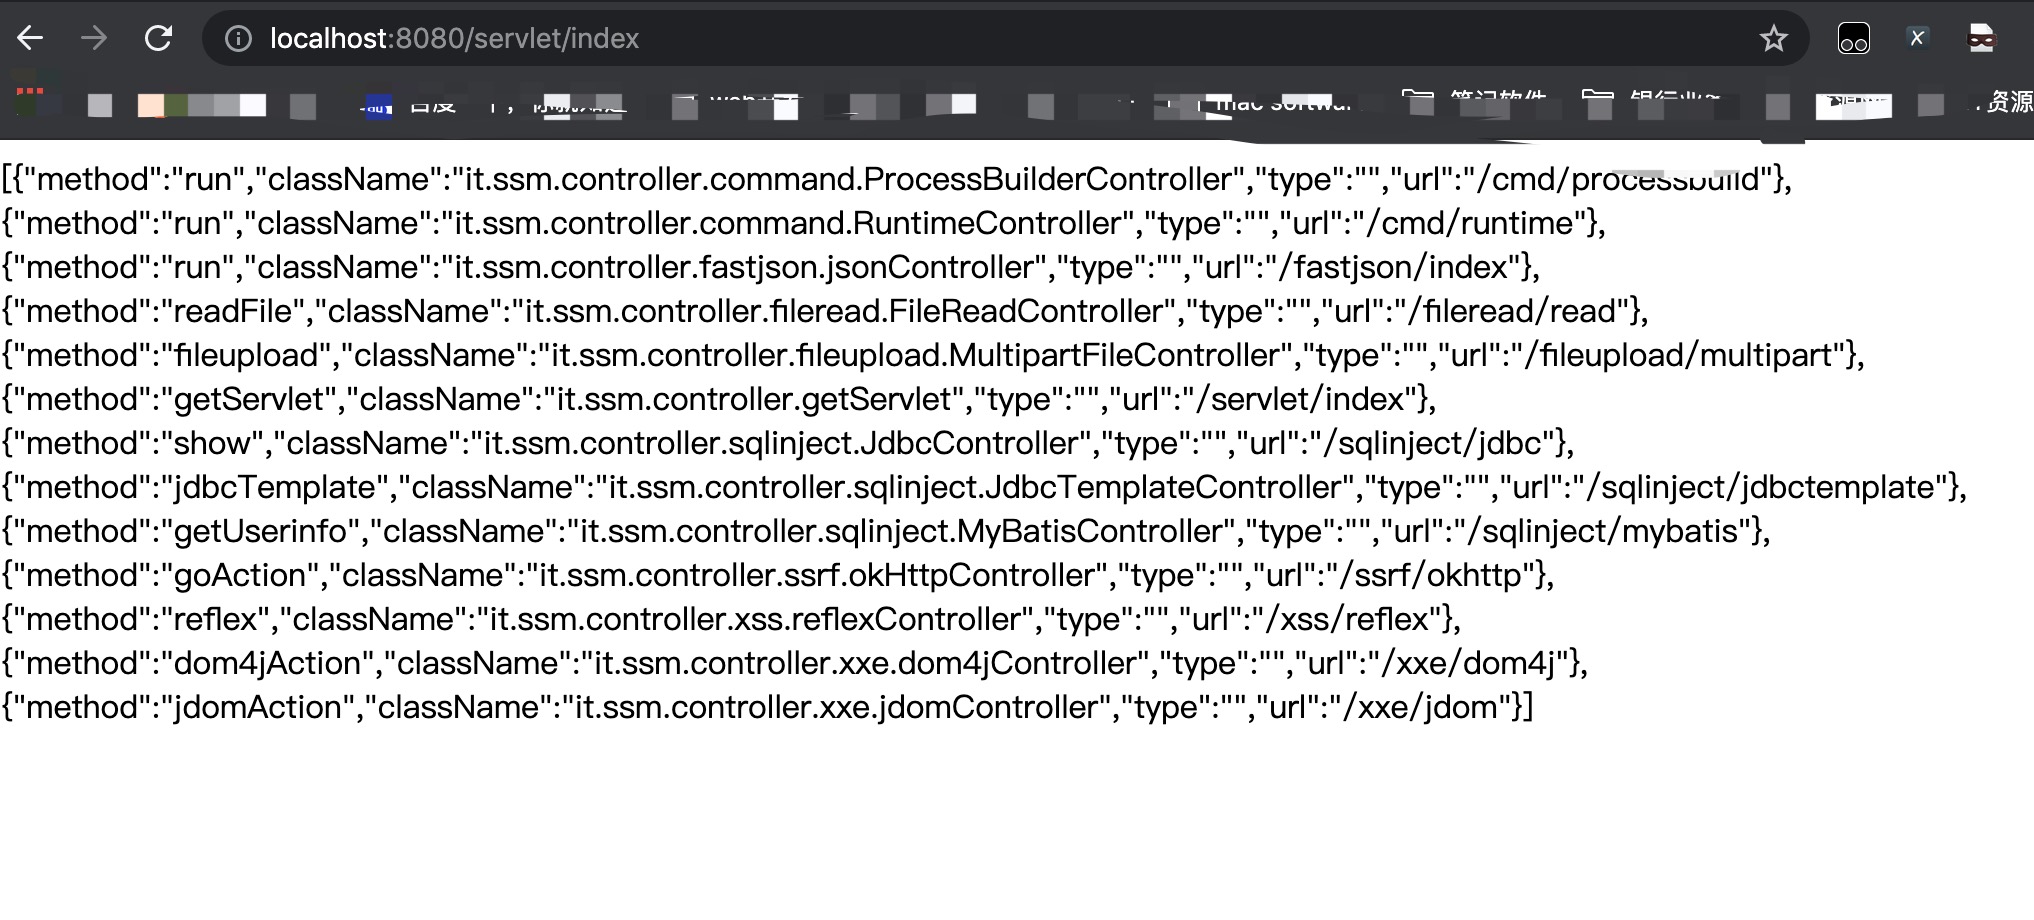 localhost:8080/servlet/index
mac softwar
笔记软件
资源
[{"method":"run","className":"it.ssm.controller.command.ProcessBuilderController","type":"","url":"/cmd/processbuild"},
{"method":"run","className":"it.ssm.controller.command.RuntimeController","type":"","url":"/cmd/runtime"},
{"method":"run","className":"it.ssm.controller.fastjson.jsonController","type":"","url":"/fastjson/index"},
{"method":"readFile","className":"it.ssm.controller.fileread.FileReadController","type":"","url":"/fileread/read"},
{"method":"fileupload","className":"it.ssm.controller.fileupload.MultipartFileController","type":"","url":"/fileupload/multipart"},
{"method":"getServlet","className":"it.ssm.controller.getServlet","type":"","url":"/servlet/index"},
{"method":"show","className":"it.ssm.controller.sqlinject.JdbcController","type":"","url":"/sqlinject/jdbc"},
{"method":"jdbcTemplate","className":"it.ssm.controller.sqlinject.JdbcTemplateController","type":"","url":"/sqlinject/jdbctemplate"},
{"method":"getUserinfo","className":"it.ssm.controller.sqlinject.MyBatisController","type":"","url":"/sqlinject/mybatis"},
{"method":"goAction","className":"it.ssm.controller.ssrf.okHttpController","type":"","url":"/ssrf/okhttp"},
{"method":"reflex","className":"it.ssm.controller.xss.reflexController","type":"","url":"/xss/reflex"},
{"method":"dom4jAction","className":"it.ssm.controller.xxe.dom4jController","type":"","url":"/xxe/dom4j"},
{"method":"jdomAction","className":"it.ssm.controller.xxe.jdomController","type":"","url":"/xxe/jdom"}]